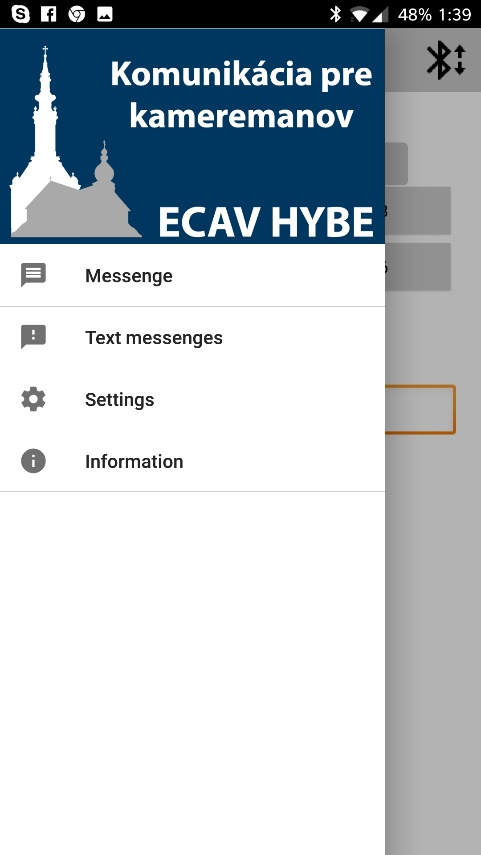 48% 1:39
Komunikácia pre
kameremanov
ECAV HYBE
Messenge
Text messenges
Settings
Information